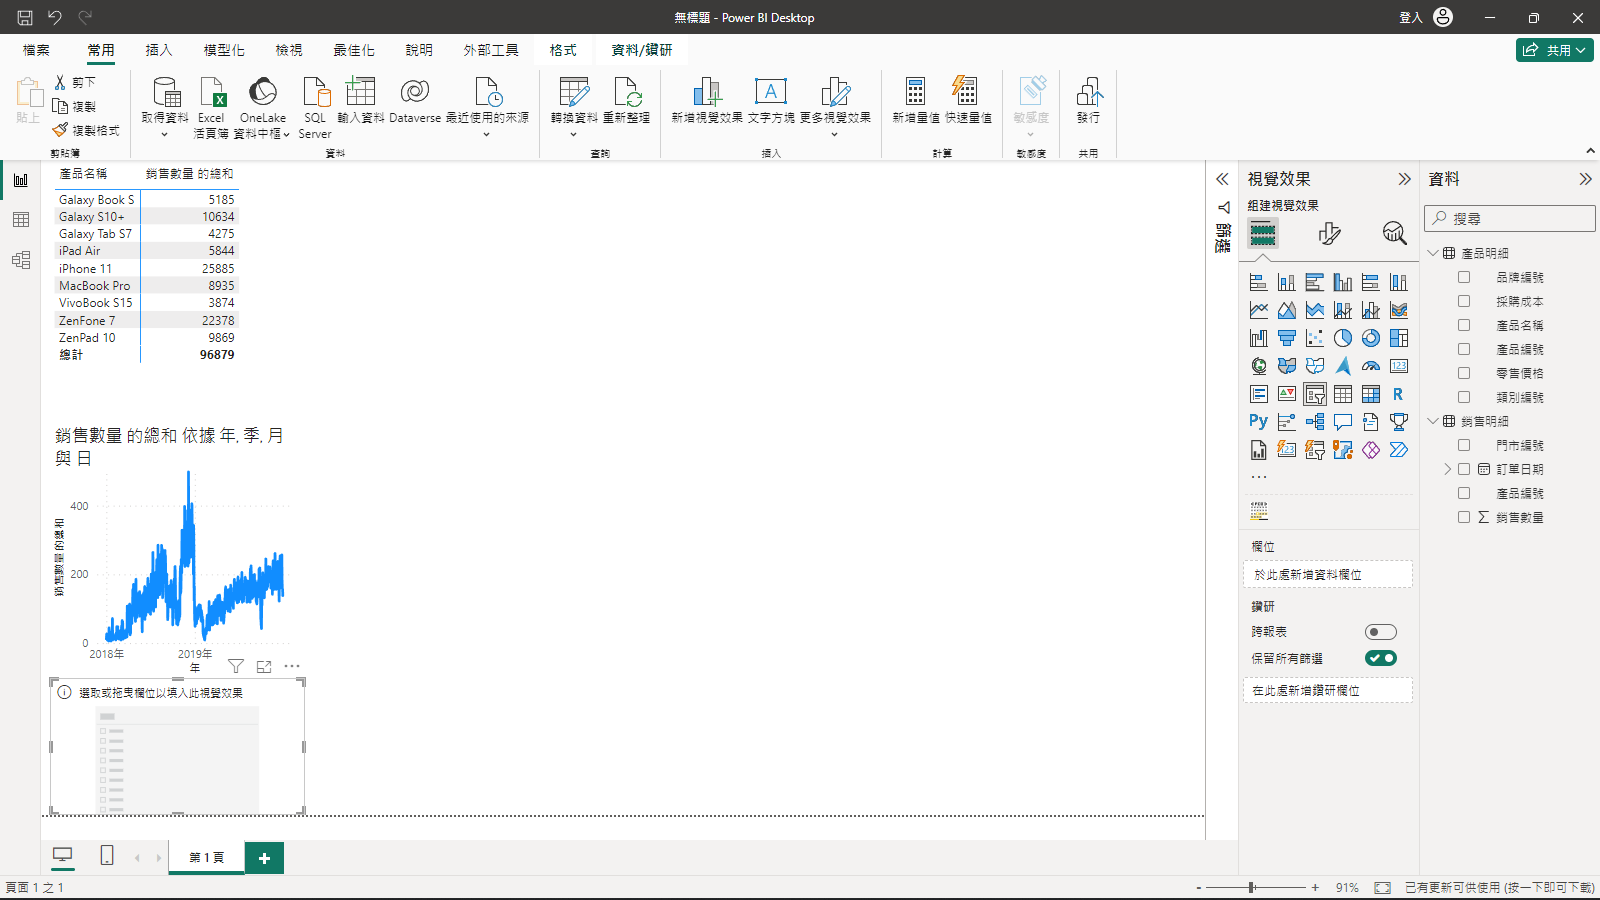 無標題 - Power BI Desktop
登入
檔案 常用 插入 模型化 檢視 最佳化 說明 外部工具 格式 資料/鑽研
共用
貼上
剪下
複製
複製格式
剪貼簿
取得資料
Excel
活頁簿
OneLake
資料中樞
SQL
Server
輸入資料
Dataverse
最近使用的來源
資料
轉換資料
重新整理
查詢
新增視覺效果
文字方塊
更多視覺效果
插入
新增量值
快速量值
計算
敏感度
敏感度
發行
共用
產品名稱 銷售數量 的總和
Galaxy Book S 5185
Galaxy S10+ 10634
Galaxy Tab S7 4275
iPad Air 5844
iPhone 11 25885
MacBook Pro 8935
VivoBook S15 3874
ZenFone 7 22378
ZenPad 10 9869
總計 96879
銷售數量 的總和 依據 年, 季, 月
與 日
銷售數量 的總和
400
200
0
2018年 2019年
年
選取或拖曳欄位以填入此視覺效果
篩選
視覺效果
組建視覺效果
123
R
Py
123
欄位
於此處新增資料欄位
鑽研
跨報表
保留所有篩選
在此處新增鑽研欄位
資料
搜尋
產品明細
品牌編號
採購成本
產品名稱
產品編號
零售價格
類別編號
銷售明細
門市編號
訂單日期
產品編號
銷售數量
第 1 頁
頁面 1 之 1
- + 91% 已有更新可供使用 (按一下即可下載)